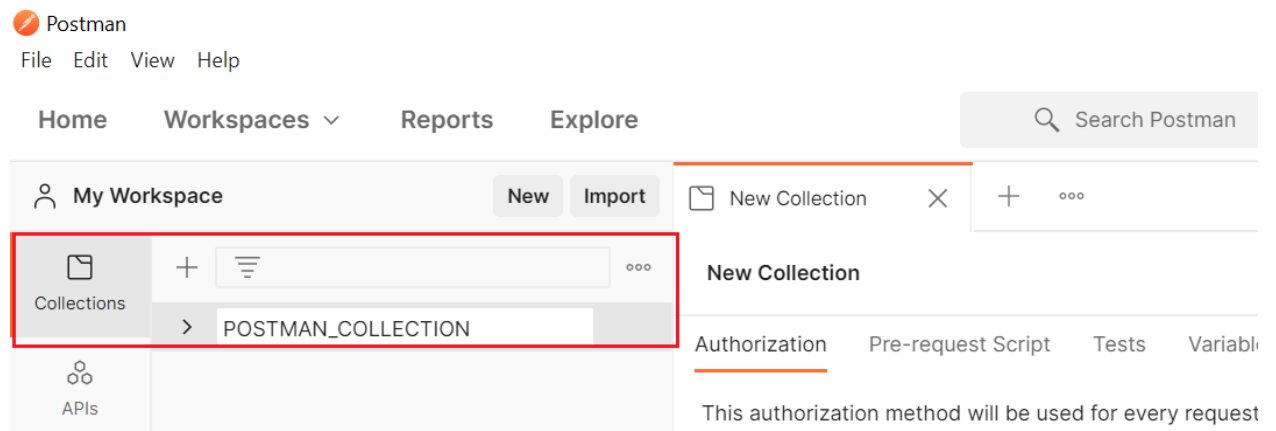 Postman
File Edit View Help
Home Workspaces Reports Explore Search Postman
My Workspace New Import New Collection
Collections
New Collection
POSTMAN_COLLECTION
Authorization Pre-request Script Tests Variabl
APIs
This authorization method will be used for every request